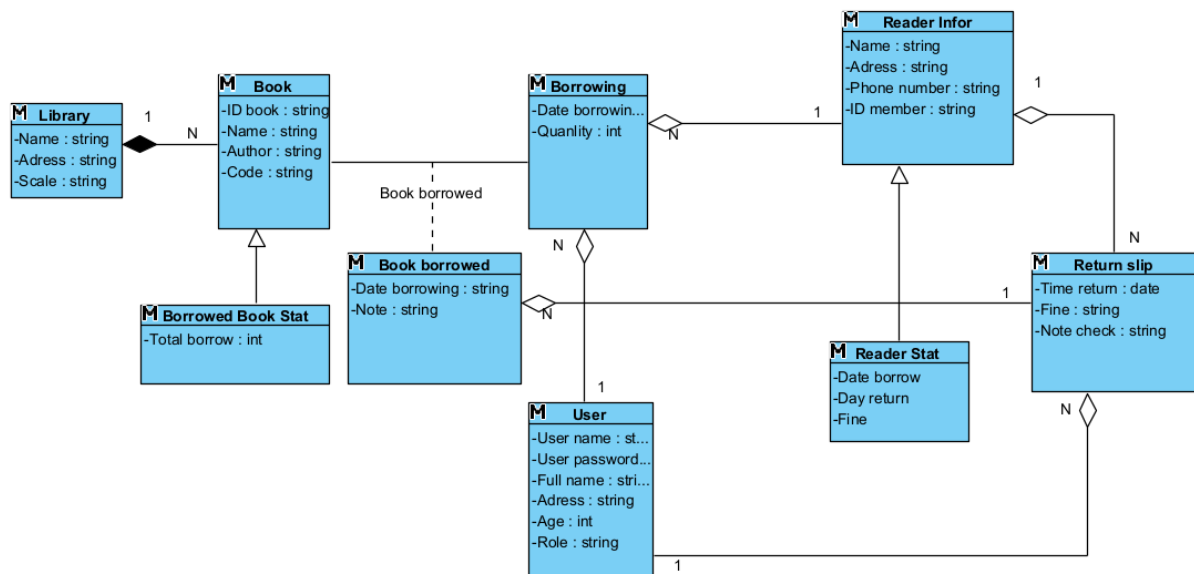 Library
-Name : string
-Adress : string
-Scale : string
1
N
Book
-ID book : string
-Name : string
-Author : string
-Code : string
Book borrowed
Borrowing
-Date borrowin...
-Quanlity : int
N
1
Reader Infor
-Name : string
-Adress : string
-Phone number : string
-ID member : string
1
N
Borrowed Book Stat
-Total borrow : int
Book borrowed
-Date borrowing : string
-Note : string
N
1
N
1
Return slip
-Time return : date
-Fine : string
-Note check : string
Reader Stat
-Date borrow
-Day return
-Fine
N
1
User
-User name : st...
-User password...
-Full name : stri...
-Adress : string
-Age : int
-Role : string